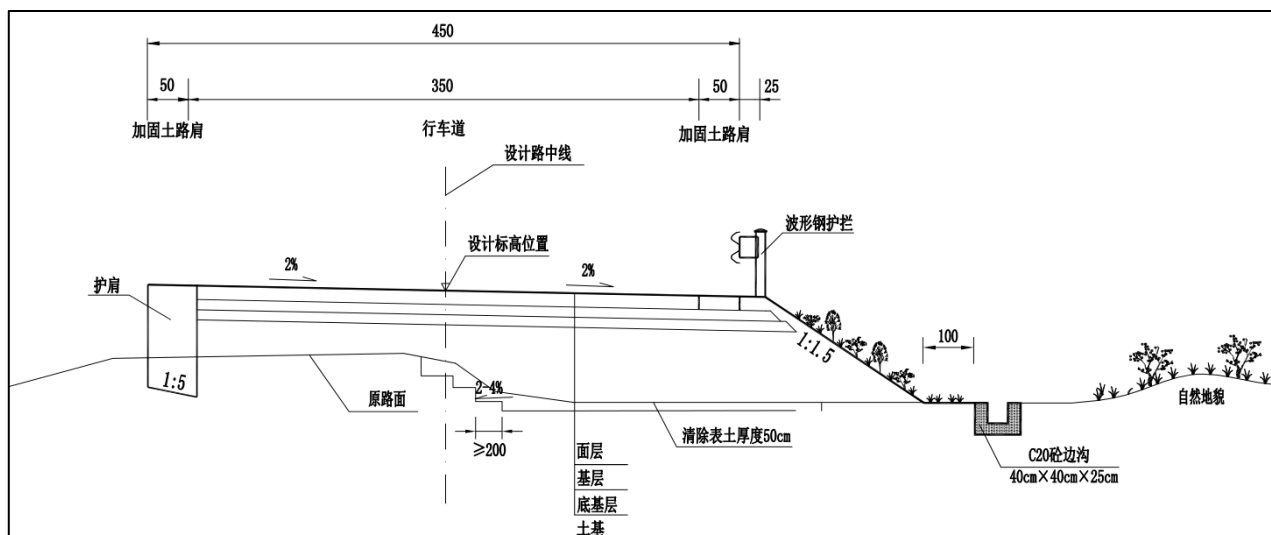 450
50
350
50
25
加固土路肩
行车道
加固土路肩
设计路中线
波形钢护栏
设计标高位置
2%
2%
护肩
1:1.5
100
1:5
2-4%
原路面
自然地貌
清除表土厚度50cm
≥200
面层
C20砼边沟
基层
40cm×40cm×25cm
底基层
土基